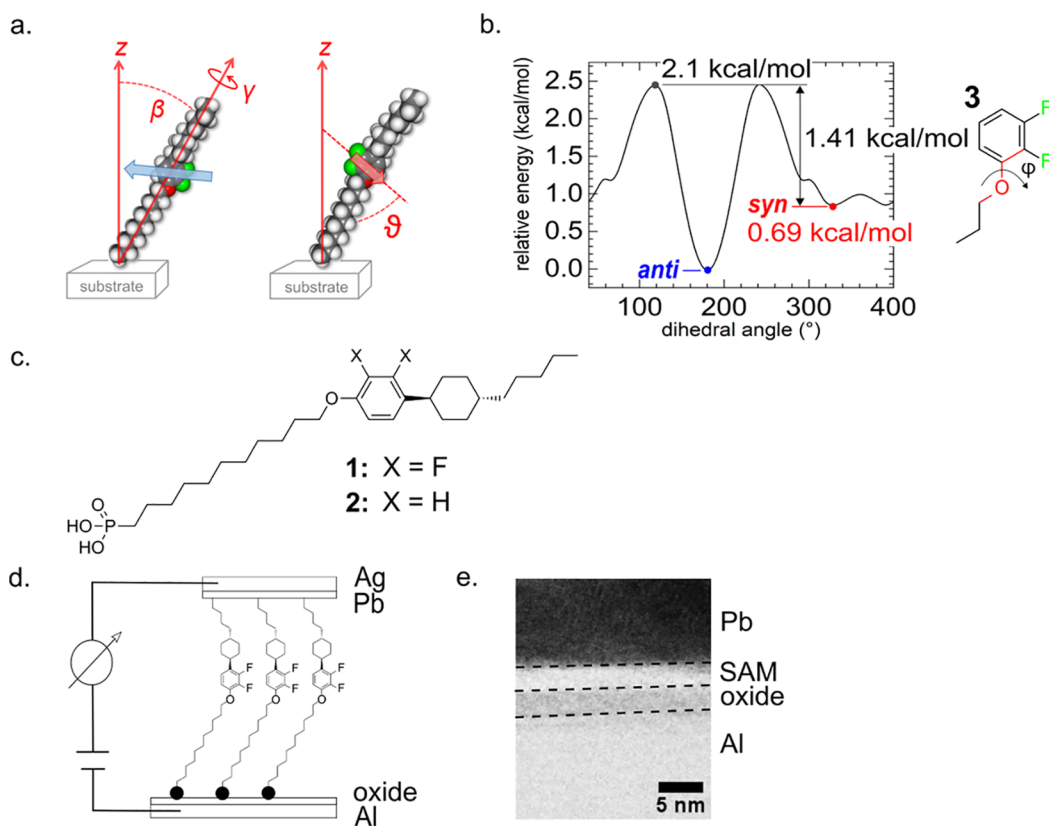 a.
z
β
γ
substrate
z
ϑ
substrate
b.
relative energy (kcal/mol)
2.5
2.0
1.5
1.0
0.5
0.0
2.1 kcal/mol
1.41 kcal/mol
syn
0.69 kcal/mol
anti
100
200
300
400
dihedral angle (°)
3
F
F
O
φ
c.
X
X
O
1: X = F
2: X = H
O
HO
P
HO
d.
Ag
Pb
F
F
F
F
F
F
O
O
O
oxide
Al
e.
Pb
SAM
oxide
Al
5 nm